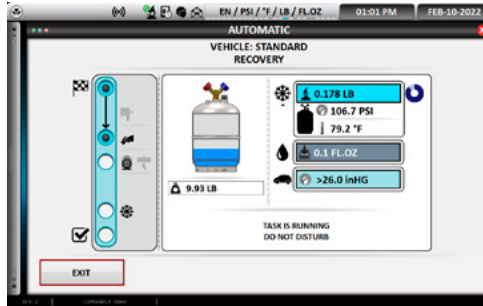 EN / PSI / °F / LB / FL.OZ 01:01 PM FEB-10-2022
AUTOMATIC
VEHICLE: STANDARD
RECOVERY
0.178 LB
106.7 PSI
79.2 °F
0.1 FL.OZ
9.93 LB
>26.0 inHG
TASK IS RUNNING
DO NOT DISTURB
EXIT